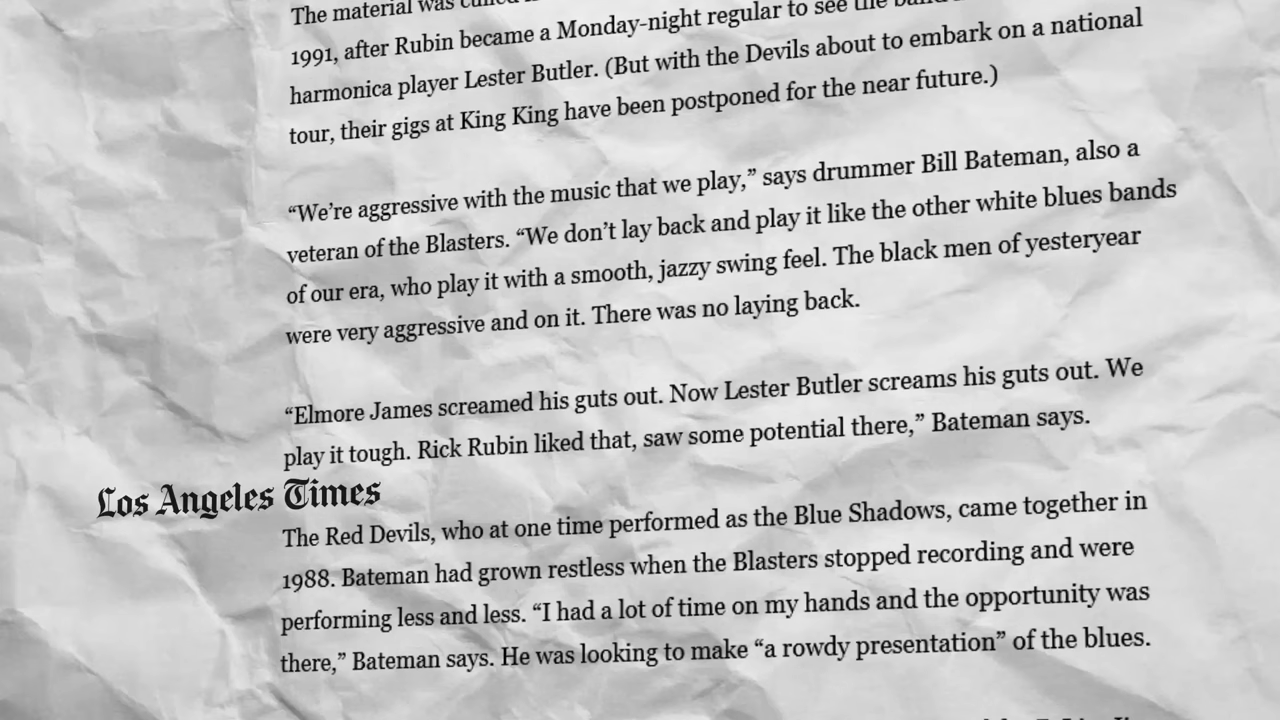 The material was
1991, after Rubin became a Monday-night regular to see the
harmonica player Lester Butler. (But with the Devils about to embark on a national
tour, their gigs at King King have been postponed for the near future.)
“We’re aggressive with the music that we play,” says drummer Bill Bateman, also a
veteran of the Blasters. “We don’t lay back and play it like the other white blues bands
of our era, who play it with a smooth, jazzy swing feel. The black men of yesteryear
were very aggressive and on it. There was no laying back.
“Elmore James screamed his guts out. Now Lester Butler screams his guts out. We
play it tough. Rick Rubin liked that, saw some potential there,” Bateman says.
Los Angeles Times
The Red Devils, who at one time performed as the Blue Shadows, came together in
1988. Bateman had grown restless when the Blasters stopped recording and were
performing less and less. “I had a lot of time on my hands and the opportunity was
there,” Bateman says. He was looking to make “a rowdy presentation” of the blues.